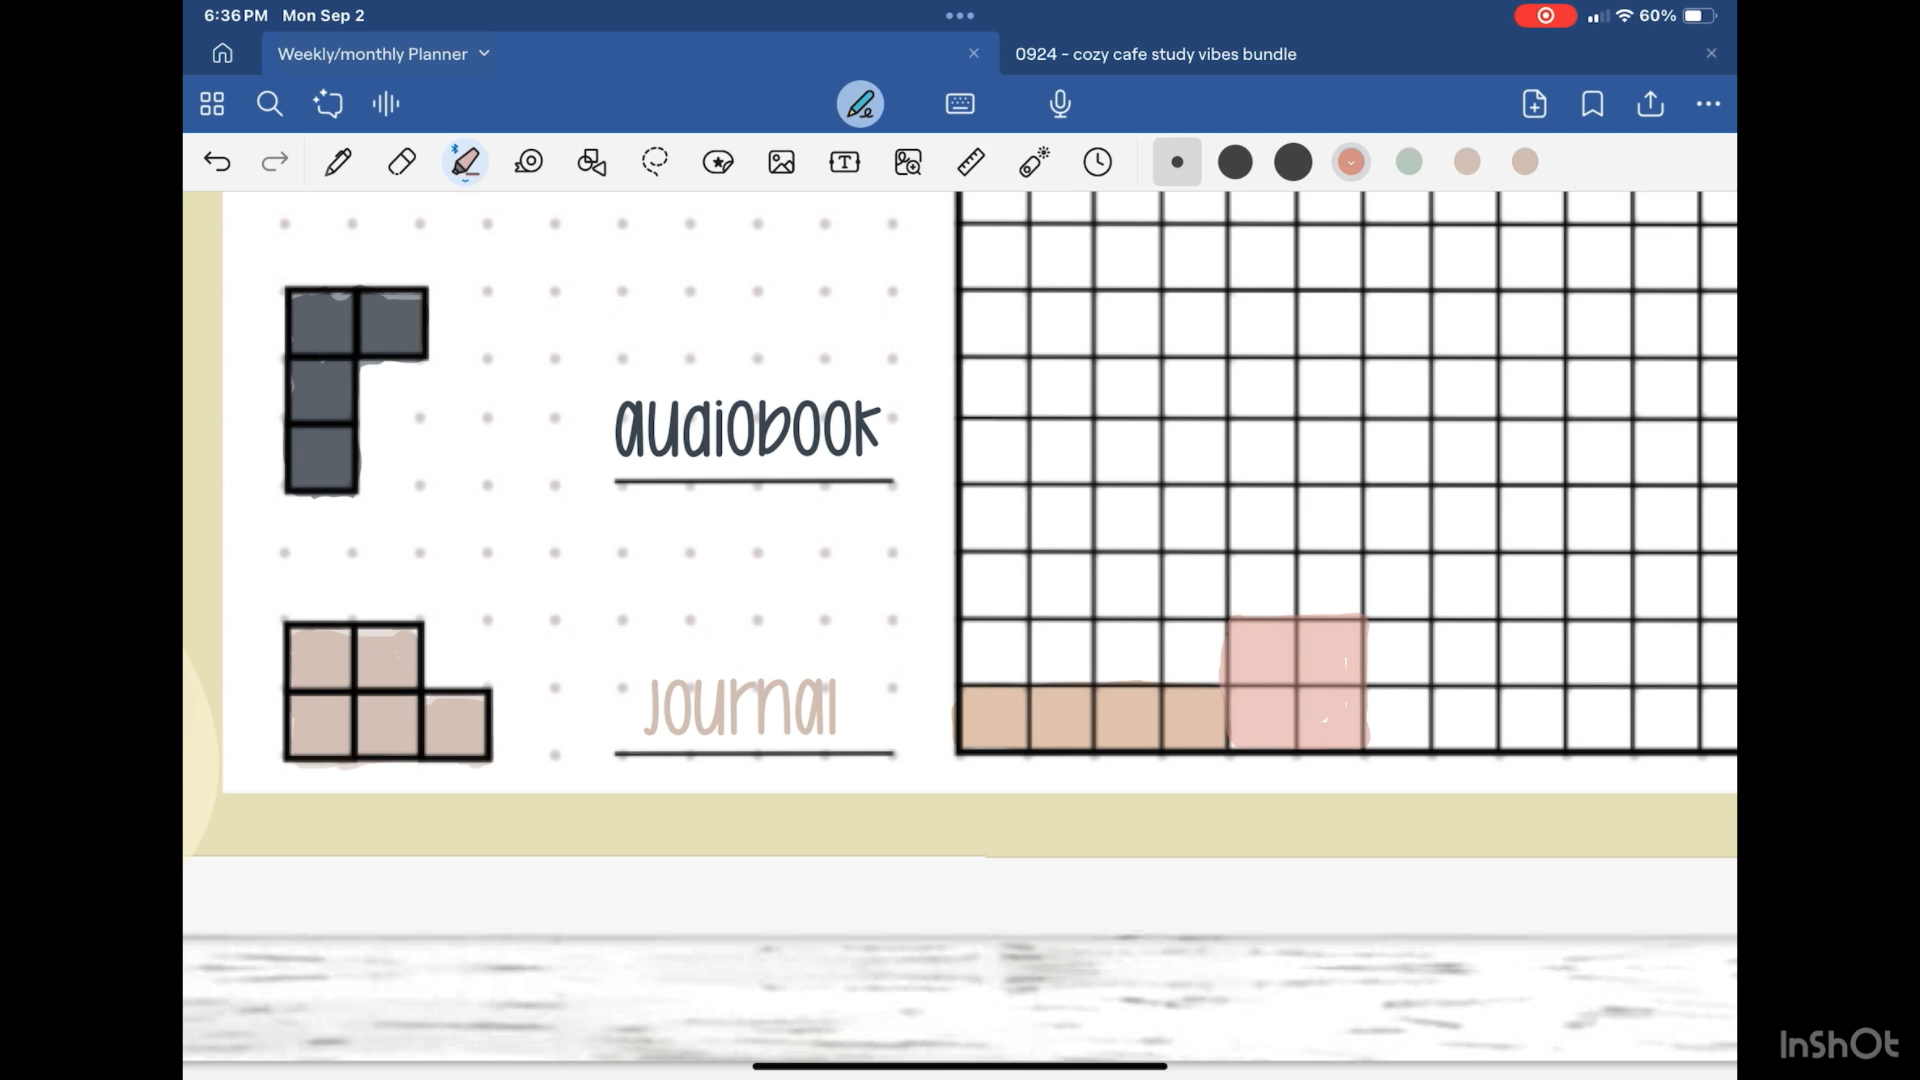 6:36 PM Mon Sep 2
60%
Weekly/monthly Planner
0924 - cozy cafe study vibes bundle
audiobook
Journal
InShOt